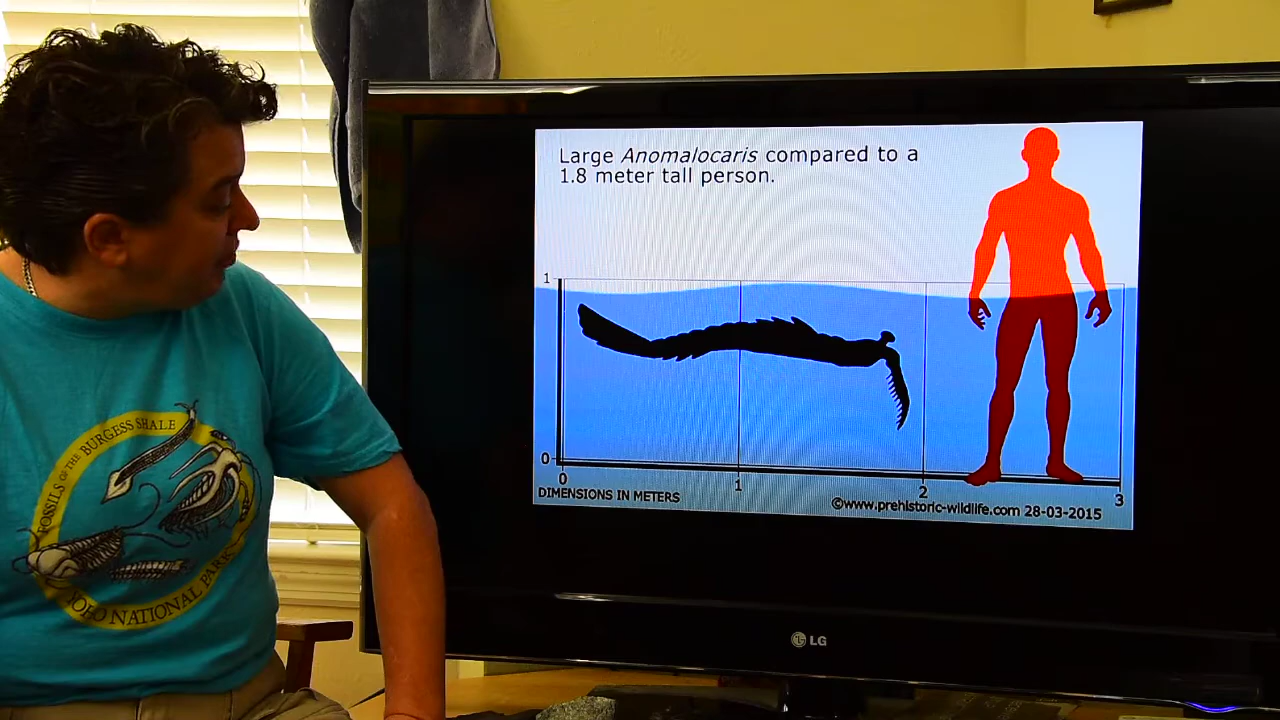 Large Anomalocaris compared to a
1.8 meter tall person.
1
0
0 1 2 3
DIMENSIONS IN METERS
©www.prehistoric-wildlife.com 28-03-2015
LG
FOSSILS OF THE BURGESS SHALE
YOHO NATIONAL PARK